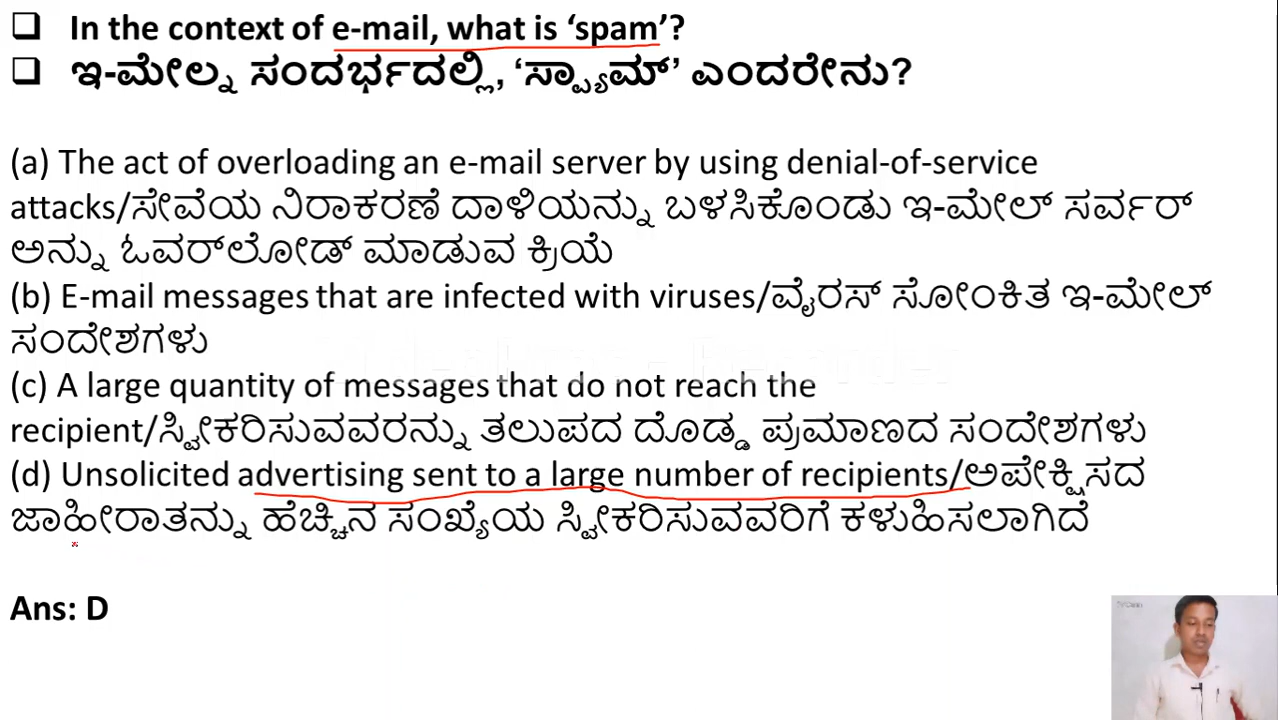 ❑ In the context of e-mail, what is ‘spam’?
❑ ಇ-ಮೇಲ್ನ ಸಂದರ್ಭದಲ್ಲಿ, ‘ಸ್ಪ್ಯಾಮ್’ ಎಂದರೇನು?
(a) The act of overloading an e-mail server by using denial-of-service
attacks/ಸೇವೆಯ ನಿರಾಕರಣೆ ದಾಳಿಯನ್ನು ಬಳಸಿಕೊಂಡು ಇ-ಮೇಲ್ ಸರ್ವರ್
ಅನ್ನು ಓವರ್‌ಲೋಡ್ ಮಾಡುವ ಕ್ರಿಯೆ
(b) E-mail messages that are infected with viruses/ವೈರಸ್ ಸೋಂಕಿತ ಇ-ಮೇಲ್
ಸಂದೇಶಗಳು
(c) A large quantity of messages that do not reach the
recipient/ಸ್ವೀಕರಿಸುವವರನ್ನು ತಲುಪದ ದೊಡ್ಡ ಪ್ರಮಾಣದ ಸಂದೇಶಗಳು
(d) Unsolicited advertising sent to a large number of recipients/ಅಪೇಕ್ಷಿಸದ
ಜಾಹೀರಾತನ್ನು ಹೆಚ್ಚಿನ ಸಂಖ್ಯೆಯ ಸ್ವೀಕರಿಸುವವರಿಗೆ ಕಳುಹಿಸಲಾಗಿದೆ
Ans: D